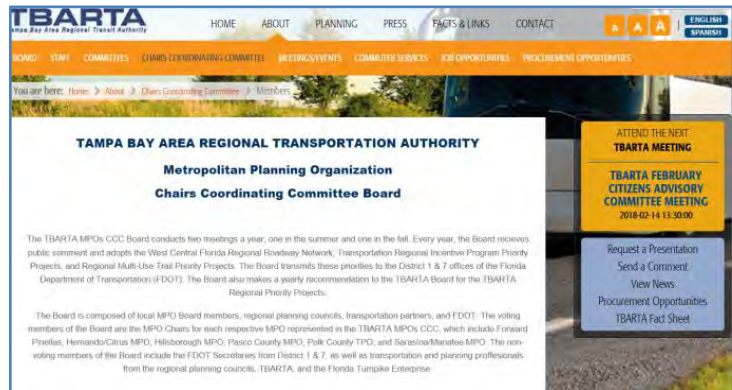 TBARTA
Tampa Bay Area Regional Transit Authority
HOME ABOUT PLANNING PRESS FACTS & LINKS CONTACT
A A A | ENGLISH
SPANISH
BOARD STAFF COMMITTEES CHAIRS COORDINATING COMMITTEE MEETINGS/EVENTS COMMUTER SERVICES JOB OPPORTUNITIES PROCUREMENT OPPORTUNITIES
You are here: Home > About > Chairs Coordinating Committee > Members
TAMPA BAY AREA REGIONAL TRANSPORTATION AUTHORITY
Metropolitan Planning Organization
Chairs Coordinating Committee Board
The TBARTA MPOs CCC Board conducts two meetings a year, one in the summer and one in the fall. Every year, the Board recieves
public somment and adopts the West Central Florida Regional Roadway Network, Transportation Regional Incentive Program Priority
Projects, and Regional Multi-Use Trail Priority Projects. The Board transmits these priorities to the District 1 & 7 offices of the Florida
Department of Transportation (FDOT). The Board also makes a yearly recommendation to the TBARTA Board for the TBARTA
Regional Priority Projects.
The Board is composed of local MPO Board members, regional planning councils, transportation partners, and FDOT. The voting
members of the Board are the MPO Chairs for each respective MPO represented in the TBARTA MPOs CCC, which include Forward
Pinellas, Hernando/Citrus MPO, Hillsborough MPO, Pasco County MPO, Polk County TPO, and Sarasota/Manatee MPO. The non-
voting members of the Board include the FDOT Secretaries from District 1 & 7, as well as transportation and planning proffesionals
from the regional planning councils, TBARTA, and the Florida Turnpike Enterprise.
ATTEND THE NEXT
TBARTA MEETING
TBARTA FEBRUARY
CITIZENS ADVISORY
COMMITTEE MEETING
2018-02-14 13:30:00
Request a Presentation
Send a Comment
View News
Procurement Opportunities
TBARTA Fact Sheet